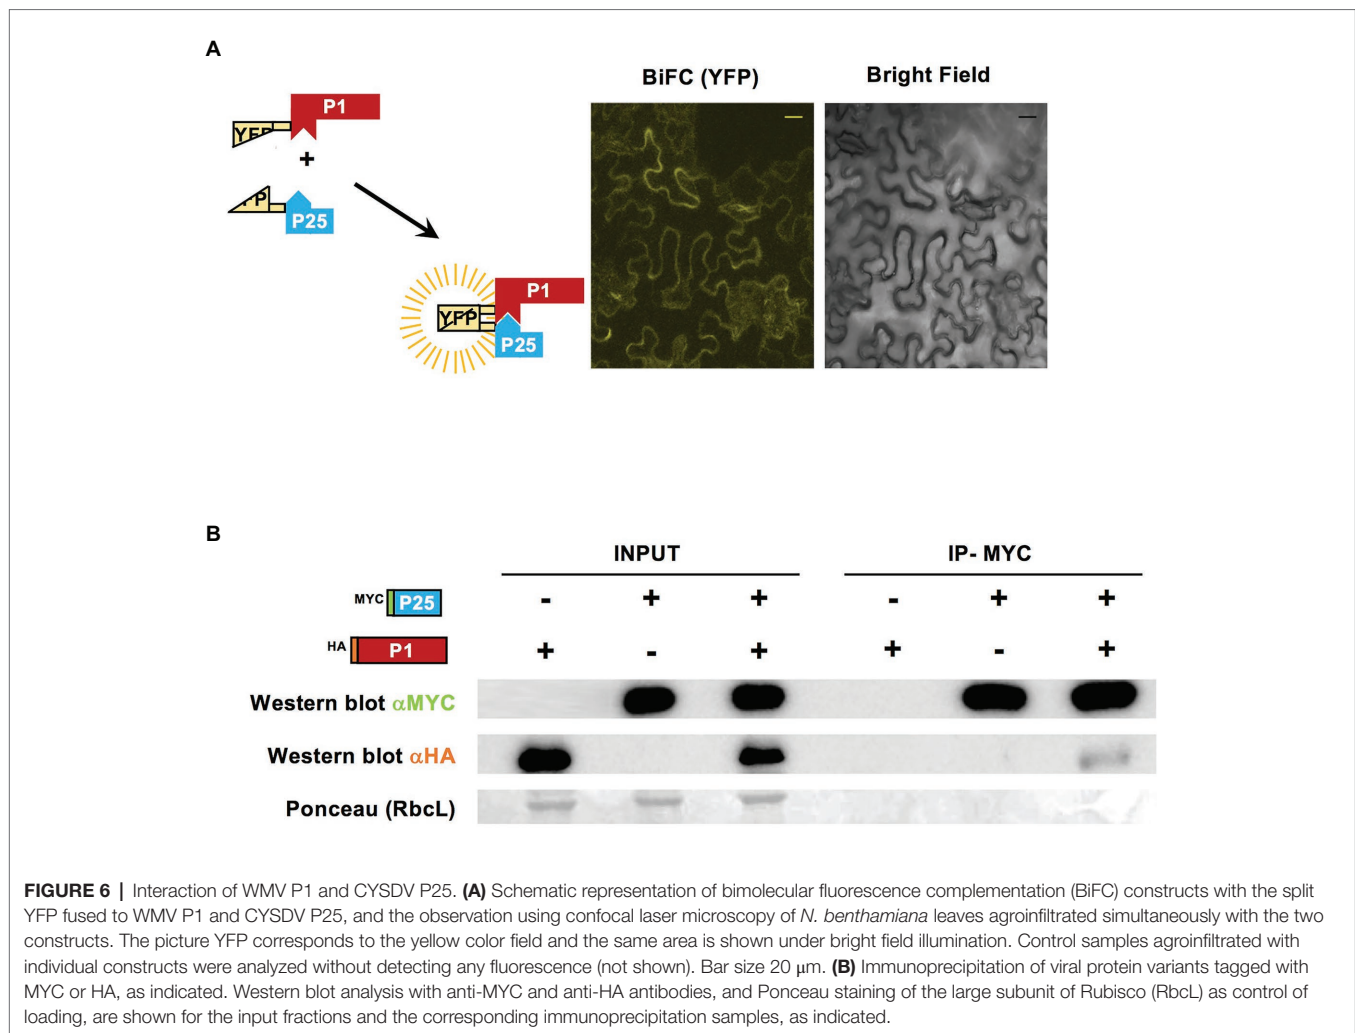 A
BiFC (YFP)
Bright Field
P1
YFP
+
P25
P1
YFP
P25
B
INPUT
IP- MYC
MYC P25
- + + - + +
HA P1
+ - + + - +
Western blot αMYC
Western blot αHA
Ponceau (RbcL)
FIGURE 6 | Interaction of WMV P1 and CYSDV P25. (A) Schematic representation of bimolecular fluorescence complementation (BiFC) constructs with the split
YFP fused to WMV P1 and CYSDV P25, and the observation using confocal laser microscopy of N. benthamiana leaves agroinfiltrated simultaneously with the two
constructs. The picture YFP corresponds to the yellow color field and the same area is shown under bright field illumination. Control samples agroinfiltrated with
individual constructs were analyzed without detecting any fluorescence (not shown). Bar size 20 μm. (B) Immunoprecipitation of viral protein variants tagged with
MYC or HA, as indicated. Western blot analysis with anti-MYC and anti-HA antibodies, and Ponceau staining of the large subunit of Rubisco (RbcL) as control of
loading, are shown for the input fractions and the corresponding immunoprecipitation samples, as indicated.